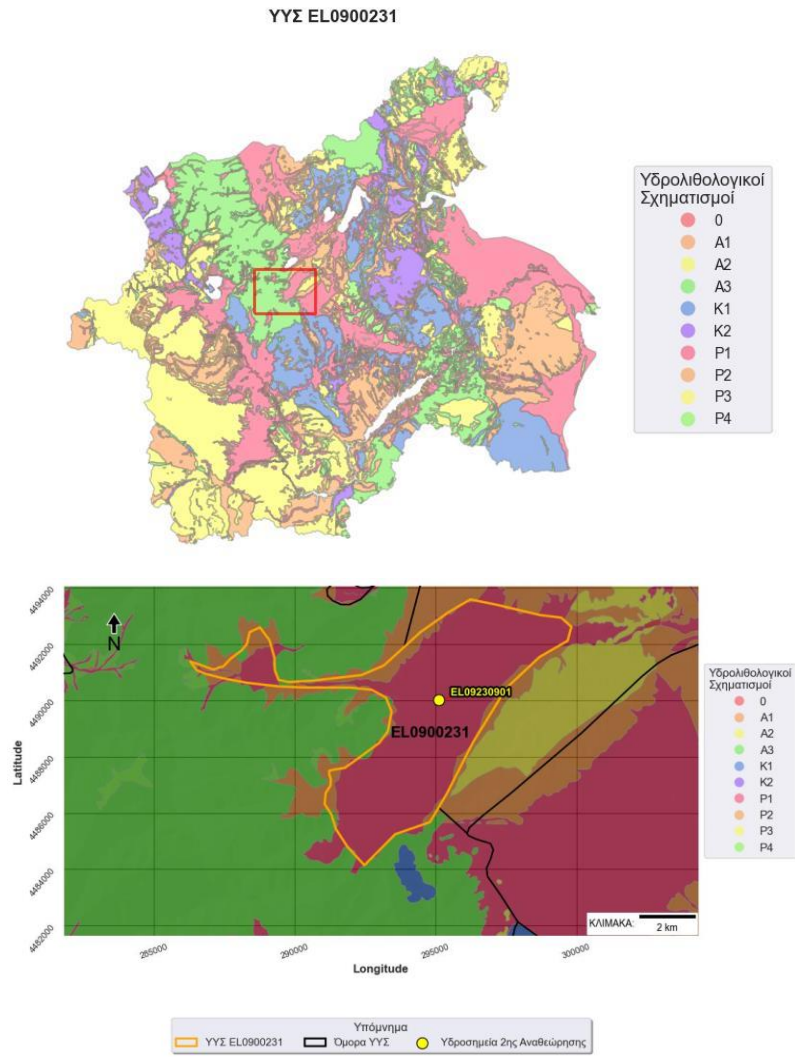 ΥΥΣ EL0900231
Υδρολιθολογικοί
Σχηματισμοί
0
A1
A2
A3
K1
K2
P1
P2
P3
P4
4494000
4492000
4490000
4488000
4486000
4484000
4482000
Latitude
N
EL09230901
EL0900231
ΚΛΙΜΑΚΑ:
2 km
285000
290000
295000
300000
Longitude
Υδρολιθολογικοί
Σχηματισμοί
0
A1
A2
A3
K1
K2
P1
P2
P3
P4
Υπόμνημα
ΥΥΣ EL0900231
Όμορα ΥΥΣ
Υδροσημεία 2ης Αναθεώρησης